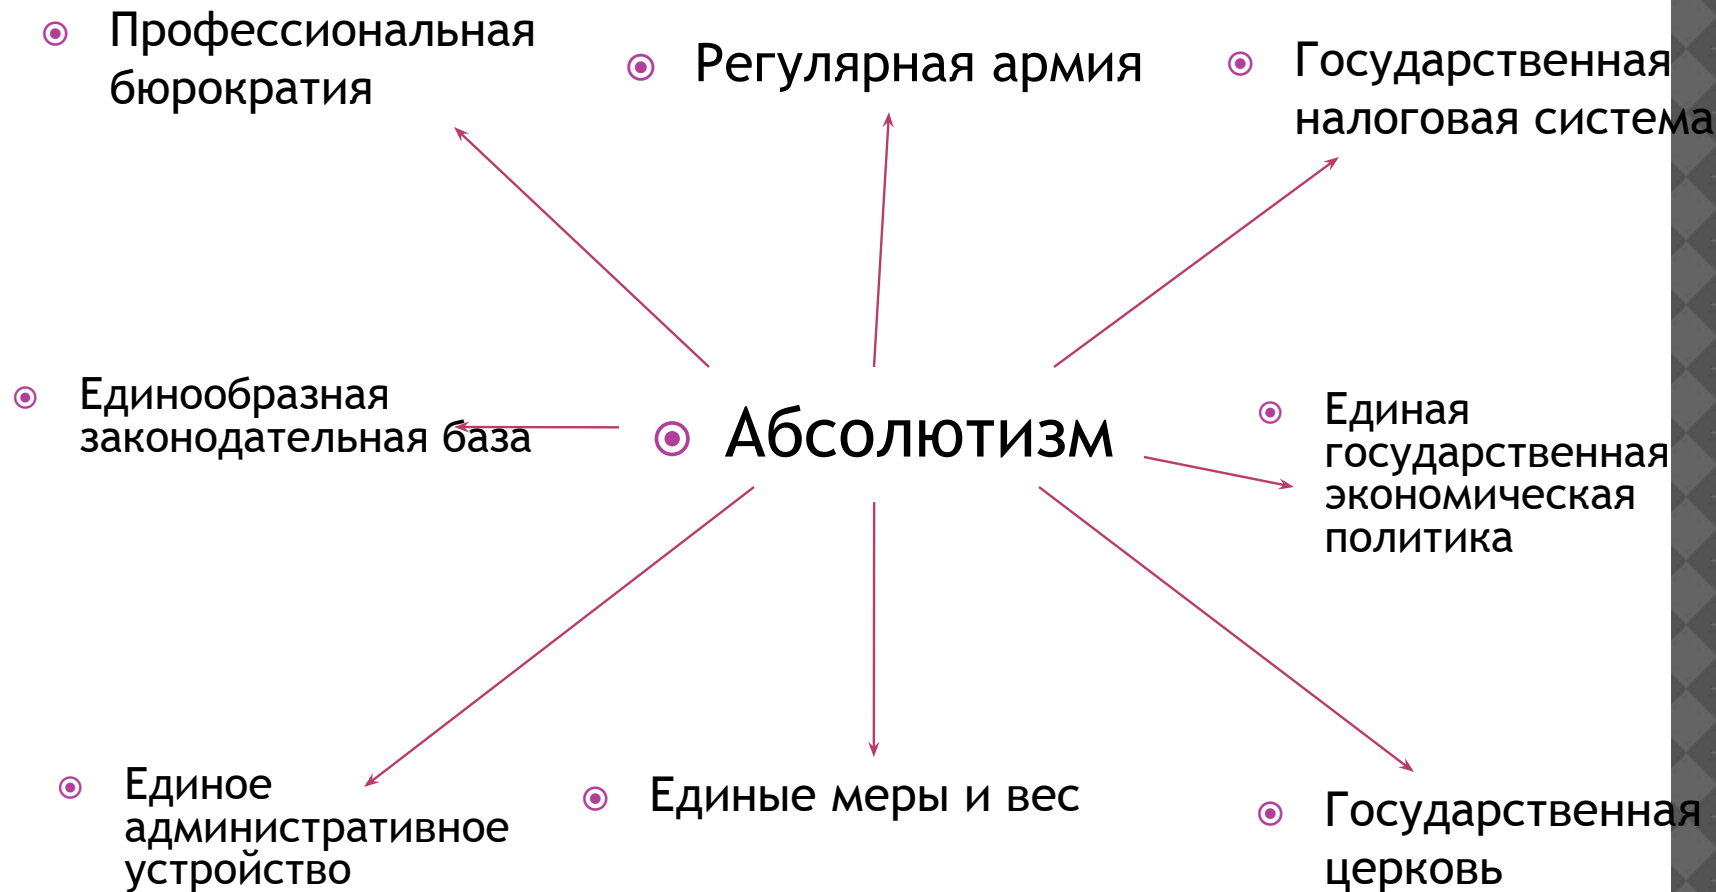 Профессиональная
бюрократия
Регулярная армия
Государственная
налоговая система
Единообразная
законодательная база
Абсолютизм
Единая
государственная
экономическая
политика
Единое
административное
устройство
Единые меры и вес
Государственная
церковь